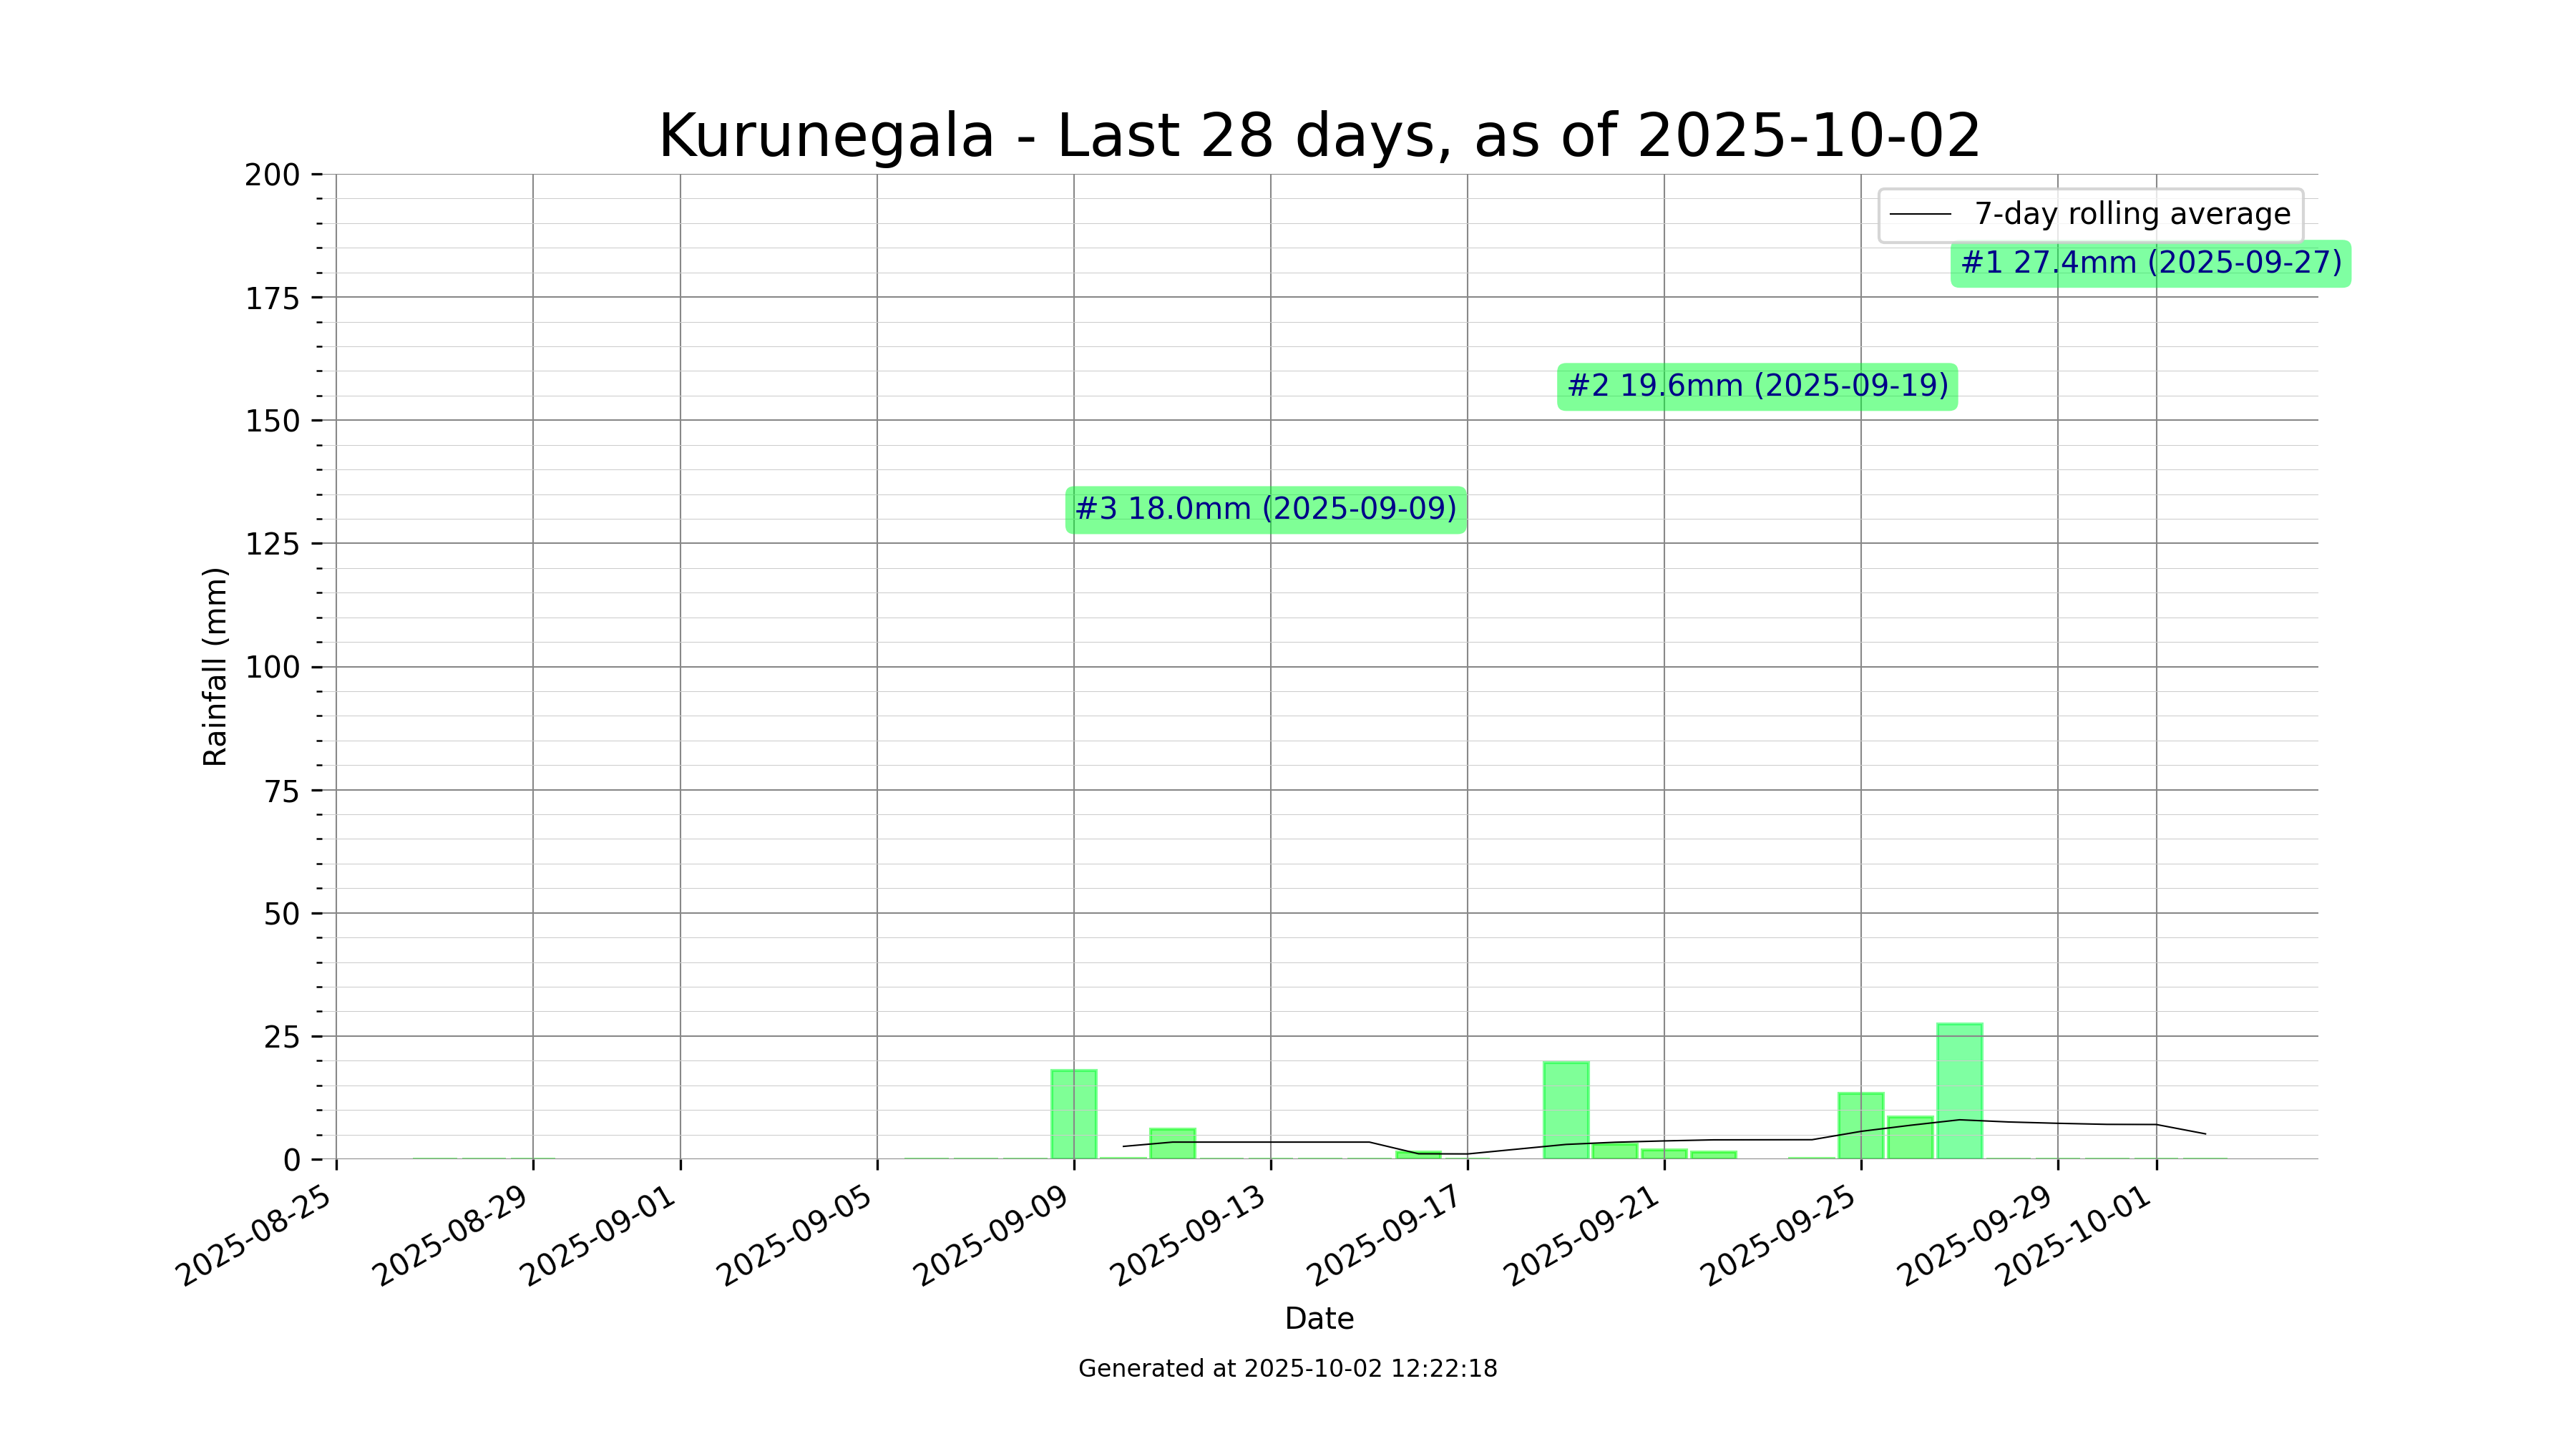 Kurunegala - Last 28 days, as of 2025-10-02
200
175
150
125
100
75
50
25
0
Rainfall (mm)
7-day rolling average
#1 27.4mm (2025-09-27)
#2 19.6mm (2025-09-19)
#3 18.0mm (2025-09-09)
2025-08-25
2025-08-29
2025-09-01
2025-09-05
2025-09-09
2025-09-13
2025-09-17
2025-09-21
2025-09-25
2025-09-29
2025-10-01
Date
Generated at 2025-10-02 12:22:18